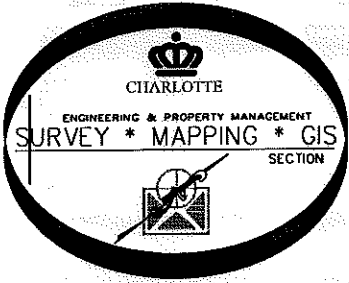 CHARLOTTE
ENGINEERING & PROPERTY MANAGEMENT
SURVEY * MAPPING * GIS
SECTION